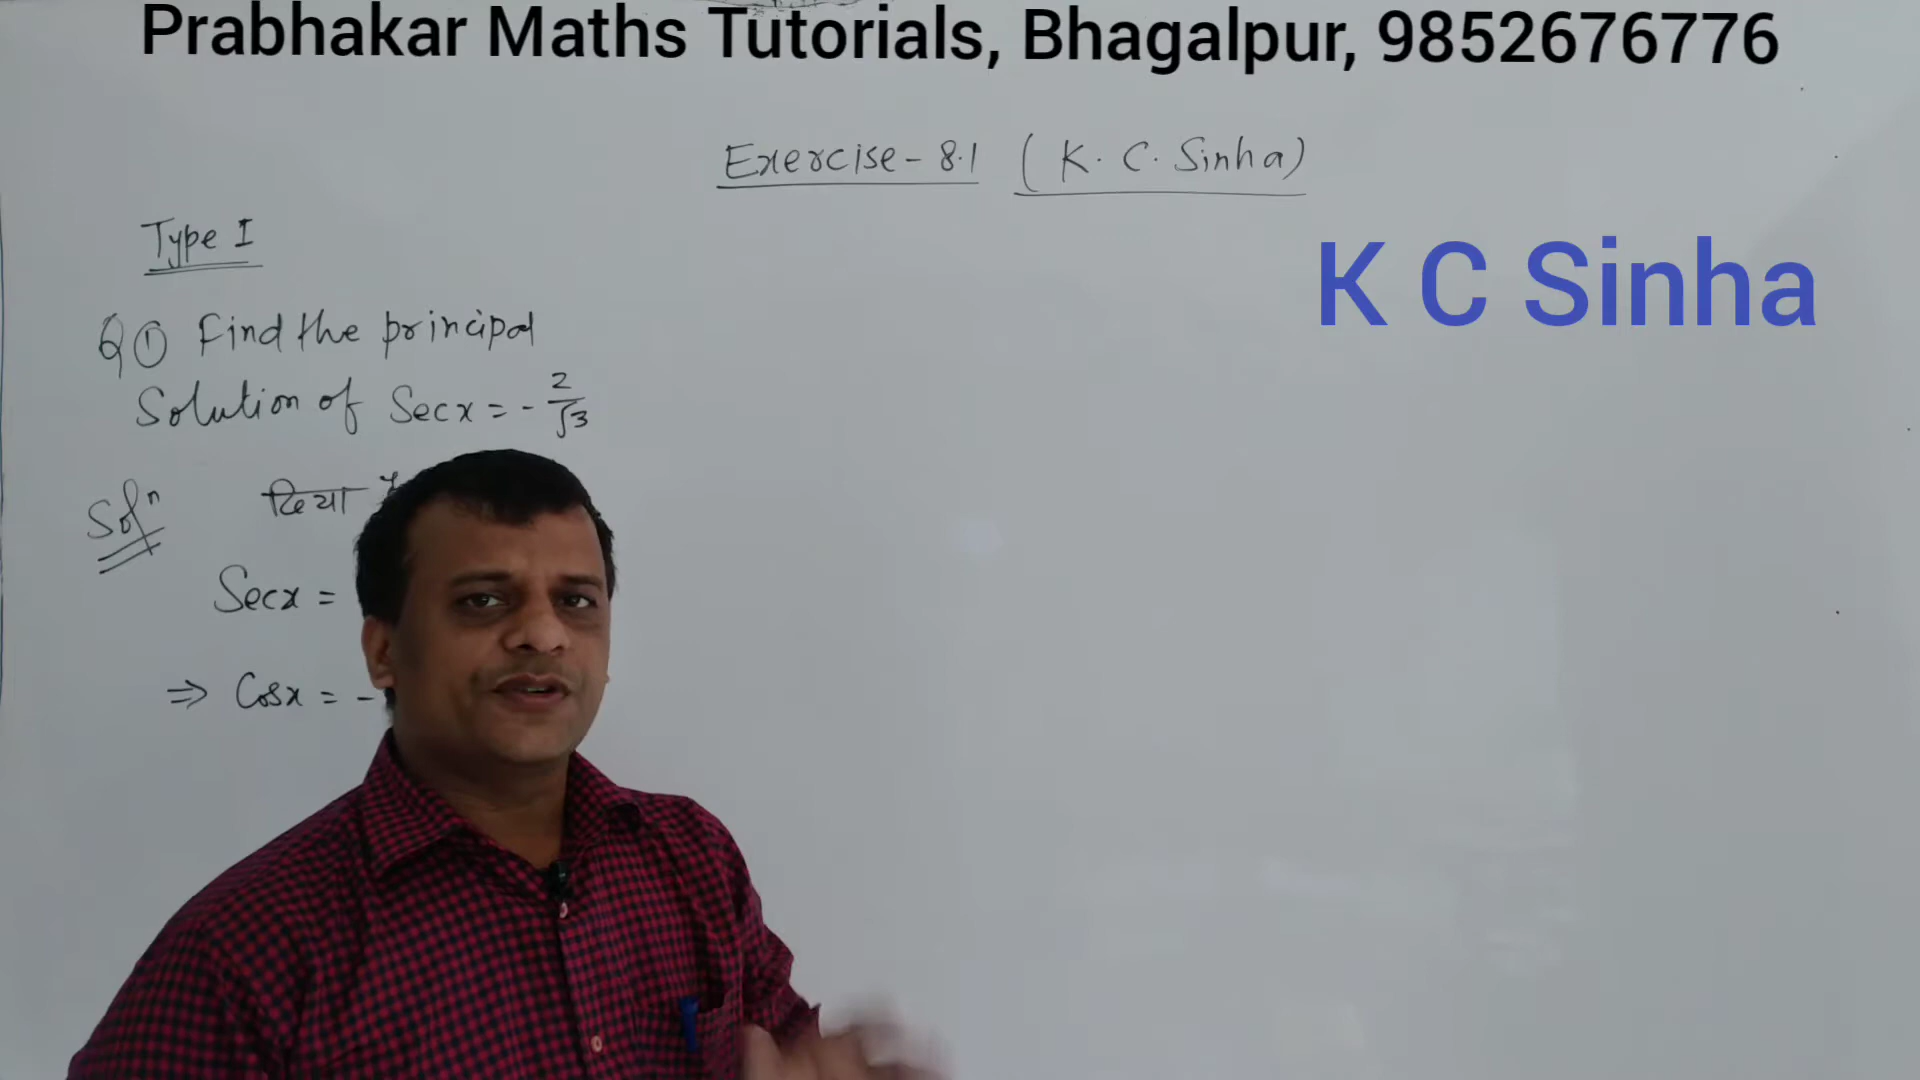 Prabhakar Maths Tutorials, Bhagalpur, 9852676776
Exercise - 8.1 ( K. C. Sinha)
K C Sinha
Type I
Q ① Find the principal
Solution of Secx = - 2/√3
Solⁿ दिया
Secx =
⇒ Cosx = -